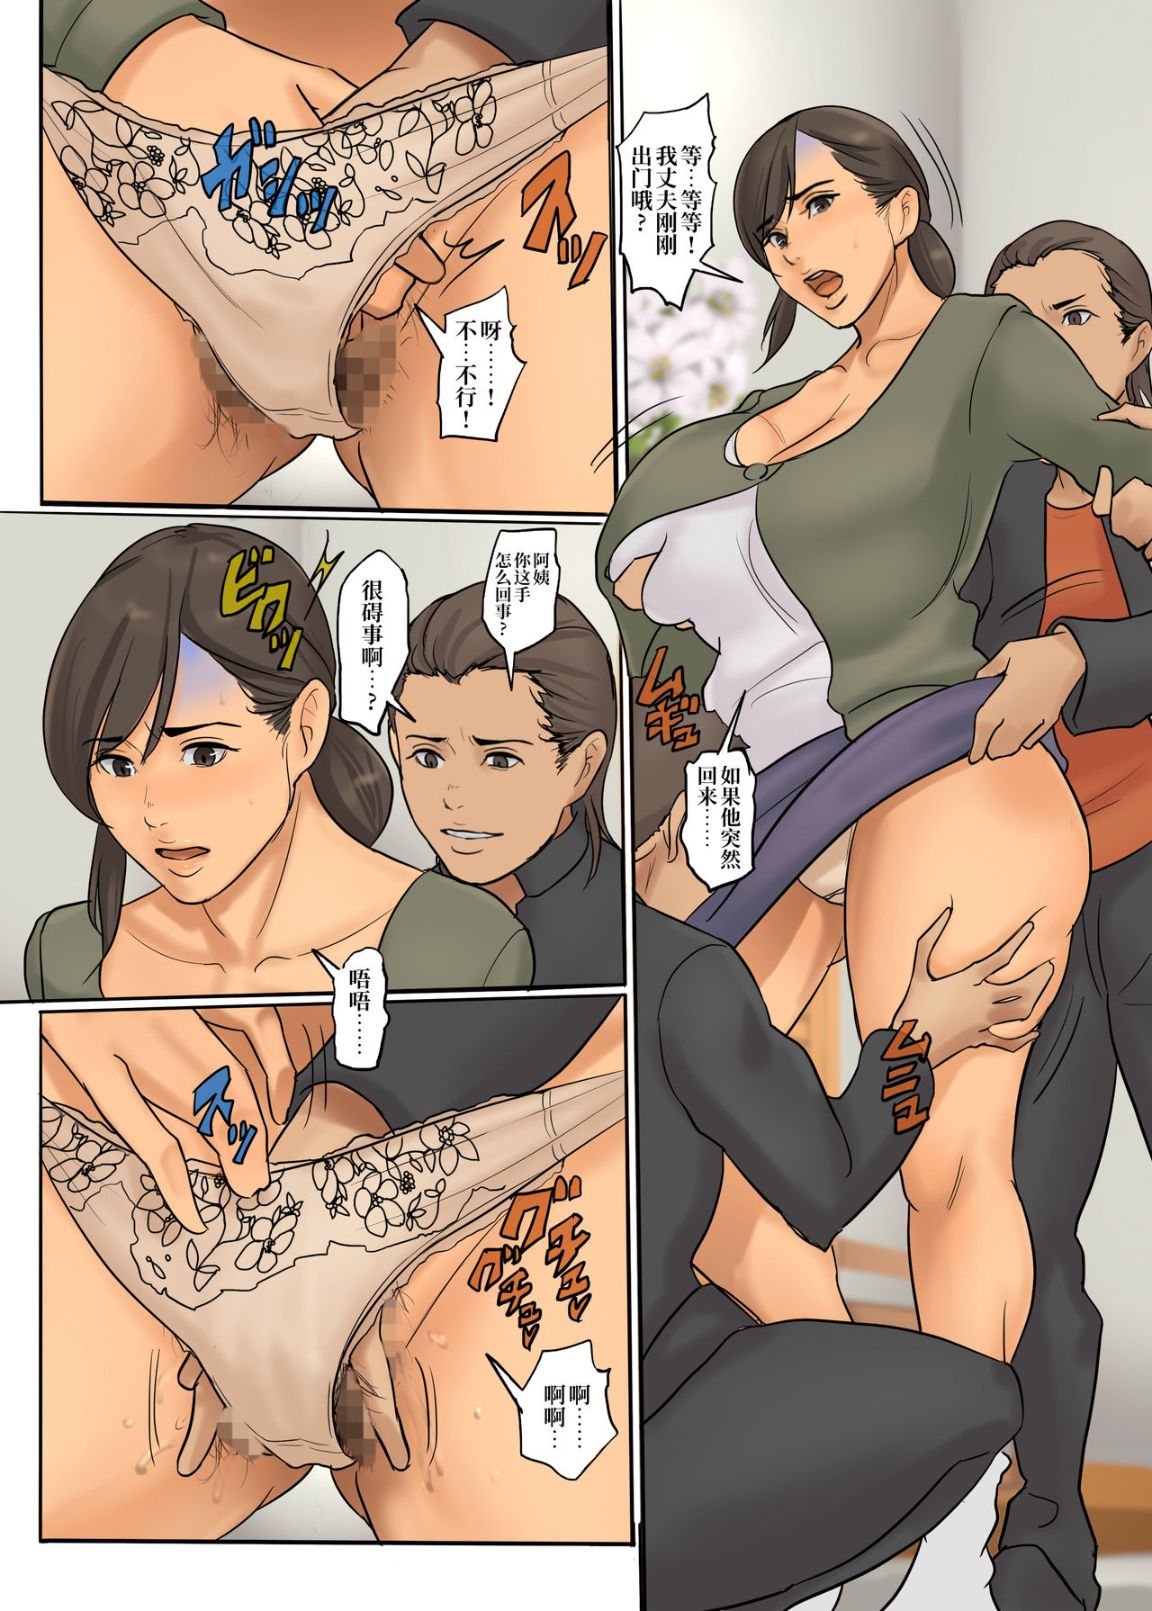 等…等等！
我丈夫刚刚
出门哦？
如果他突然
回来……
ムギュ
ムニュ
ガシッ
グッ
呀……！
不…不行！
阿姨
你这手
怎么回事？
很碍事啊…？
ビクッ
唔唔……
スッ
グチュ
グッチュ
啊……
啊啊…